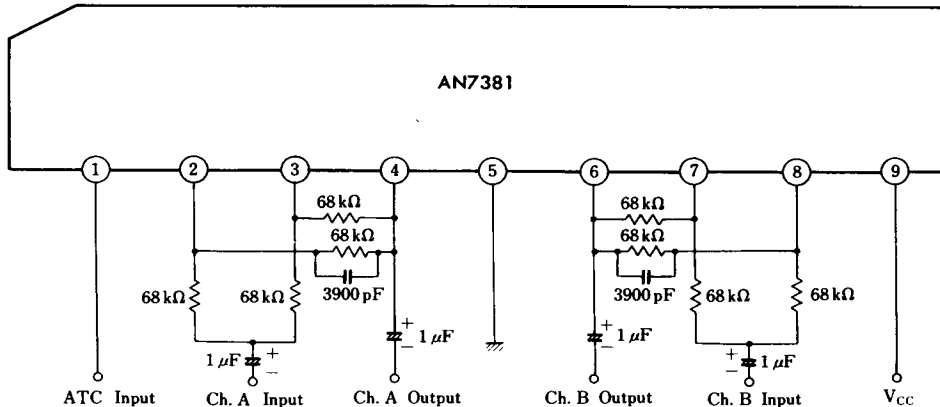 AN7381
1 2 3 4 5 6 7 8 9
68 kΩ 68 kΩ
68 kΩ 68 kΩ
3900 pF 3900 pF
68 kΩ 68 kΩ 68 kΩ 68 kΩ
+ 1 μF + 1 μF
− −
1 μF + + 1 μF
− −
ATC Input Ch. A Input Ch. A Output Ch. B Output Ch. B Input VCC